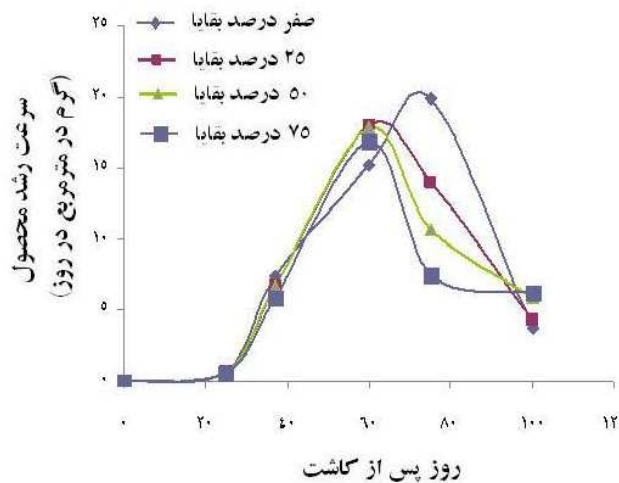 صفر درصد بقایا
۲۵ درصد بقایا
۵۰ درصد بقایا
۷۵ درصد بقایا
سرعت رشد محصول
(گرم در مترمربع در روز)
۲۵
۲۰
۱۵
۱۰
۵
۰
۰ ۲۰ ۴۰ ۶۰ ۸۰ ۱۰۰ ۱۲
روز پس از کاشت